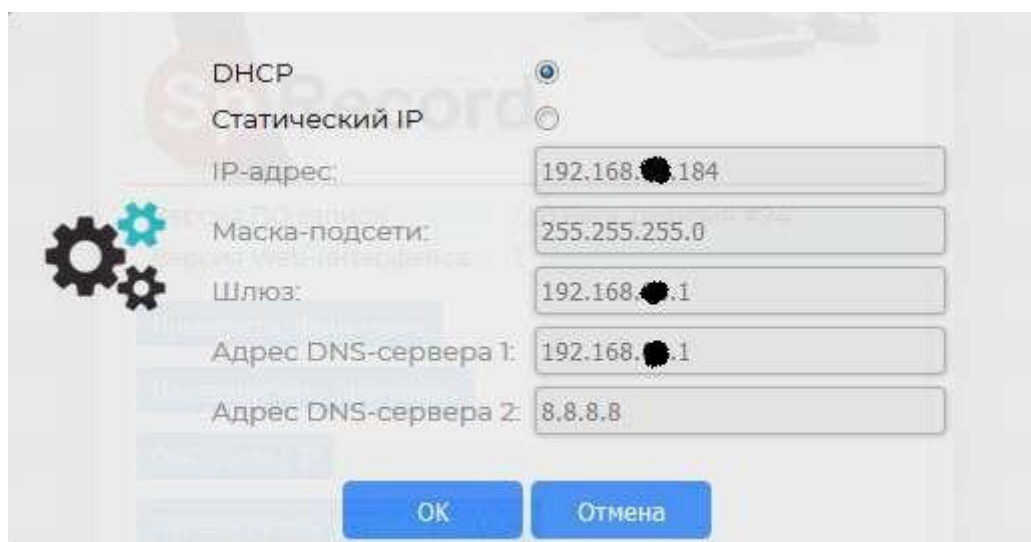 DHCP
Статический IP
IP-адрес: 192.168. .184
Маска-подсети: 255.255.255.0
Шлюз: 192.168. .1
Адрес DNS-сервера 1: 192.168. .1
Адрес DNS-сервера 2: 8.8.8.8
SpRecord
OK Отмена